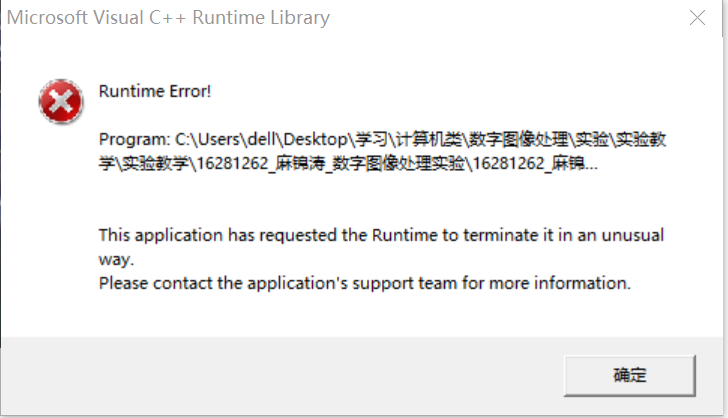 Microsoft Visual C++ Runtime Library
Runtime Error!
Program: C:\Users\dell\Desktop\学习\计算机类\数字图像处理\实验\实验教
学\实验教学\16281262_麻锦涛_数字图像处理实验\16281262_麻锦...
This application has requested the Runtime to terminate it in an unusual
way.
Please contact the application's support team for more information.
确定